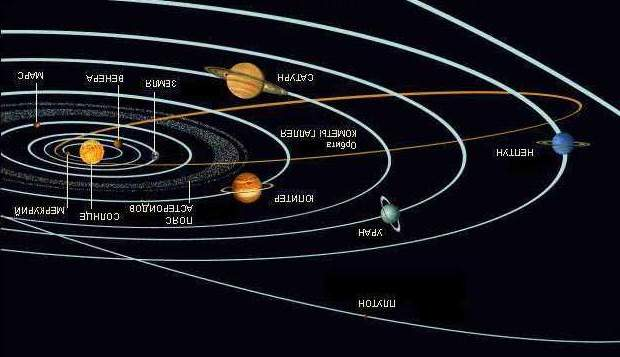 МАРС
ВЕНЕРА
ЗЕМЛЯ
САТУРН
Орбита
КОМЕТЫ ГАЛЛЕЯ
НЕПТУН
МЕРКУРИЙ
СОЛНЦЕ
ПОЯС
АСТЕРОИДОВ
ЮПИТЕР
УРАН
ПЛУТОН